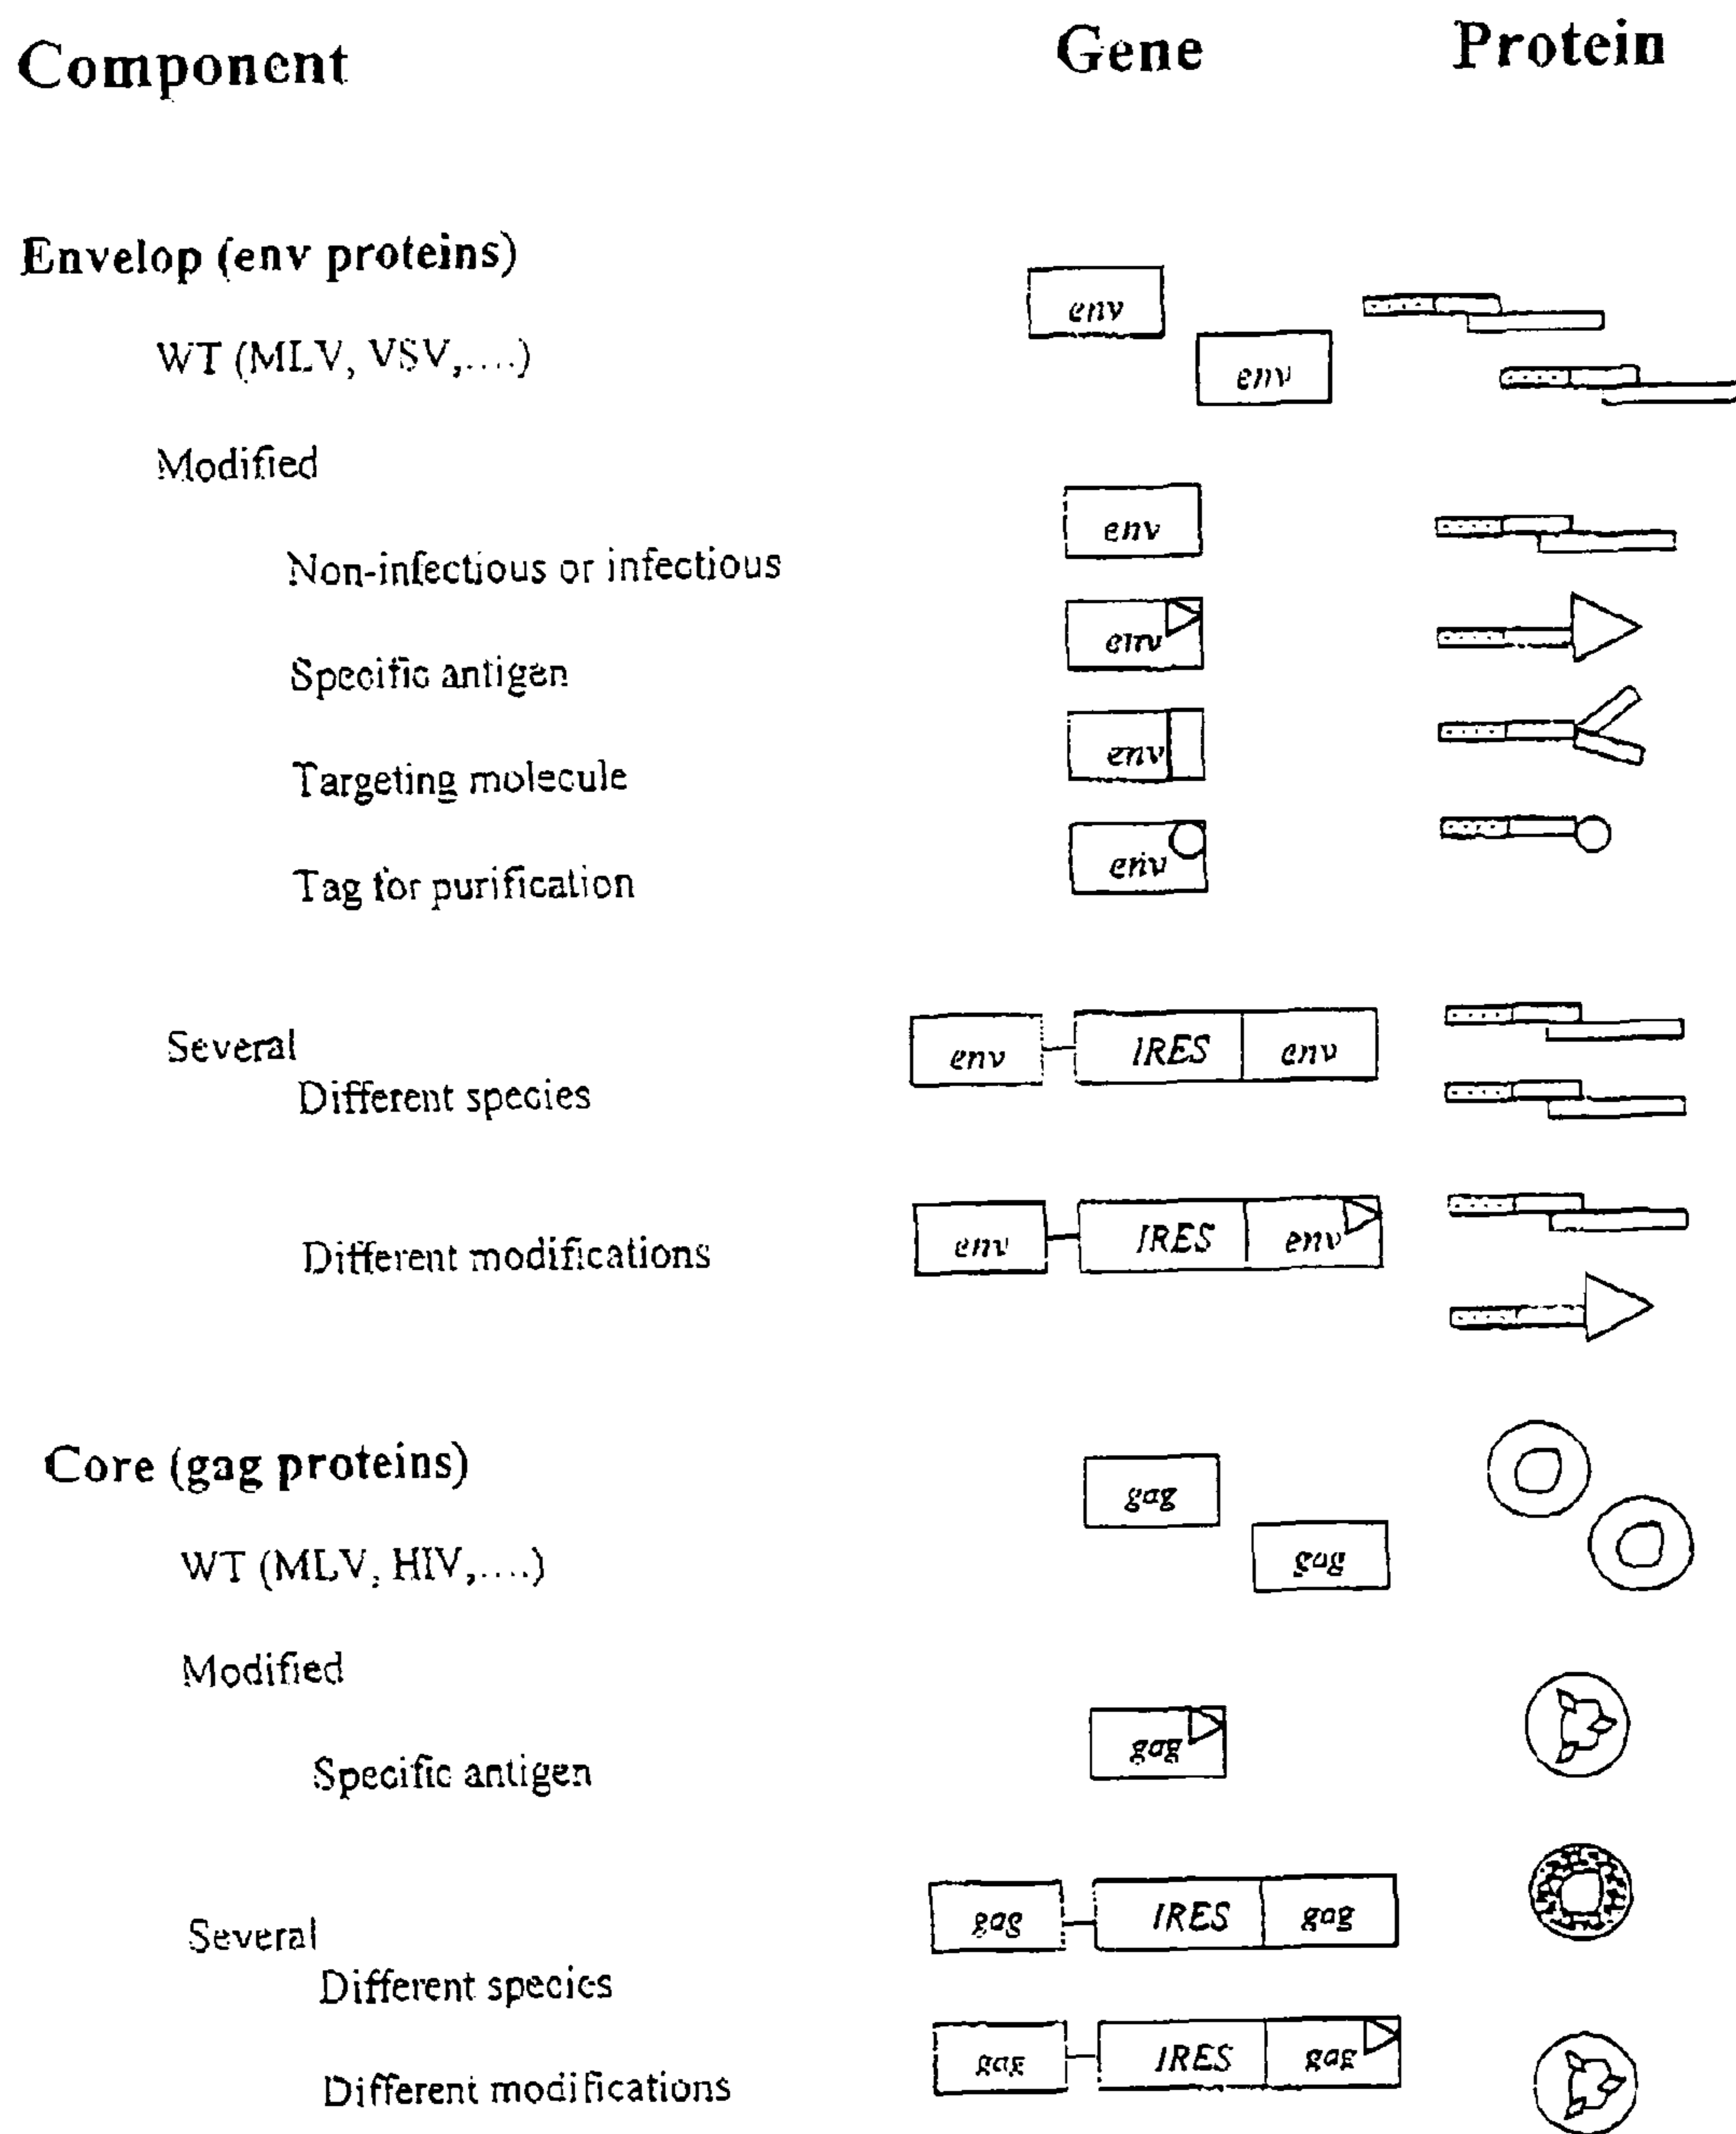 Component Gene Protein
Envelop (env proteins)
env
WT (MLV, VSV,....)
env
Modified
env
Non-infectious or infectious
env
Specific antigen
env
Targeting molecule
env
Tag for purification
Several
env IRES env
Different species
env IRES env
Different modifications
Core (gag proteins)
gag
WT (MLV, HIV,....)
gag
Modified
gag
Specific antigen
gag IRES gag
Several
Different species
gag IRES gag
Different modifications